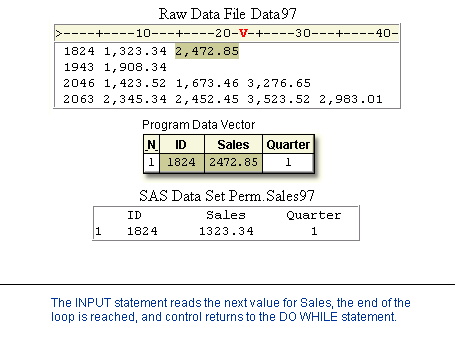 Raw Data File Data97
>----+----10---+----20-V-+----30---+----40-
1824 1,323.34 2,472.85
1943 1,908.34
2046 1,423.52 1,673.46 3,276.65
2063 2,345.34 2,452.45 3,523.52 2,983.01
Program Data Vector
N ID Sales Quarter
1 1824 2472.85 1
SAS Data Set Perm.Sales97
ID Sales Quarter
1 1824 1323.34 1
The INPUT statement reads the next value for Sales, the end of the
loop is reached, and control returns to the DO WHILE statement.